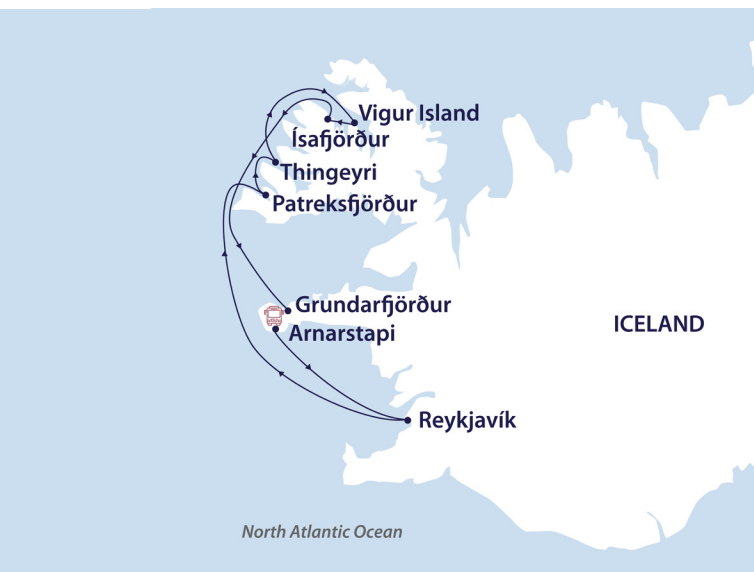 Vigur Island
Ísafjörður
Thingeyri
Patreksfjörður
Grundarfjörður
Arnarstapi
ICELAND
Reykjavík
North Atlantic Ocean